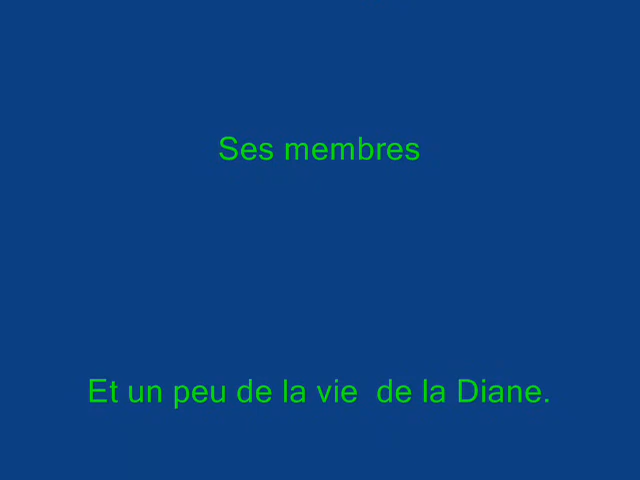 Ses membres
Et un peu de la vie  de la Diane.